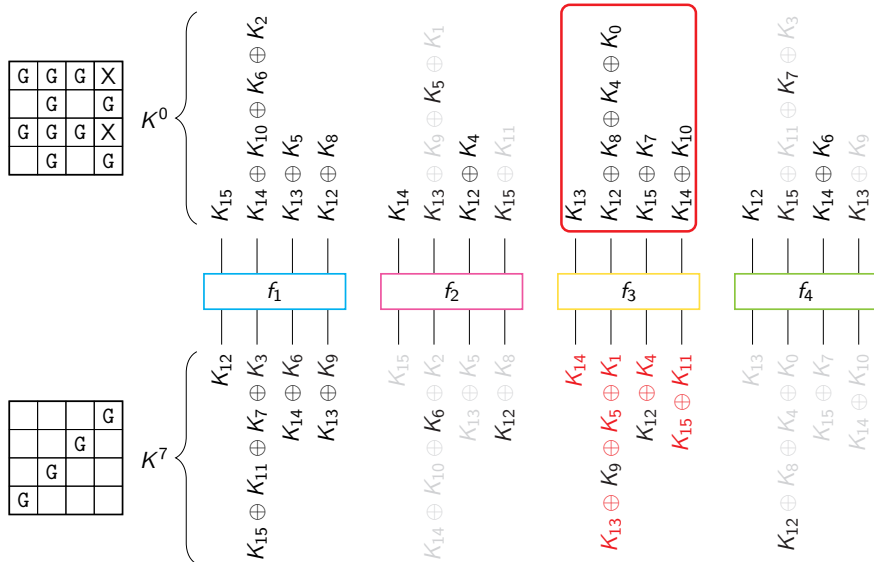 G G G X
G G
G G G X
G G
K⁰
K₁₅
K₁₄ ⊕ K₁₀ ⊕ K₆ ⊕ K₂
K₁₃ ⊕ K₅
K₁₂ ⊕ K₈
K₁₄
K₁₃ ⊕ K₉ ⊕ K₅ ⊕ K₁
K₁₂ ⊕ K₄
K₁₅ ⊕ K₁₁
K₁₃
K₁₂ ⊕ K₈ ⊕ K₄ ⊕ K₀
K₁₅ ⊕ K₇
K₁₄ ⊕ K₁₀
K₁₂
K₁₅ ⊕ K₁₁ ⊕ K₇ ⊕ K₃
K₁₄ ⊕ K₆
K₁₃ ⊕ K₉
f₁
f₂
f₃
f₄
G
G
G
G
K⁷
K₁₂
K₁₅ ⊕ K₁₁ ⊕ K₇ ⊕ K₃
K₁₄ ⊕ K₆
K₁₃ ⊕ K₉
K₁₅
K₁₄ ⊕ K₁₀ ⊕ K₆ ⊕ K₂
K₁₃ ⊕ K₅
K₁₂ ⊕ K₈
K₁₄
K₁₃ ⊕ K₉ ⊕ K₅ ⊕ K₁
K₁₂ ⊕ K₄
K₁₅ ⊕ K₁₁
K₁₃
K₁₂ ⊕ K₈ ⊕ K₄ ⊕ K₀
K₁₅ ⊕ K₇
K₁₄ ⊕ K₁₀